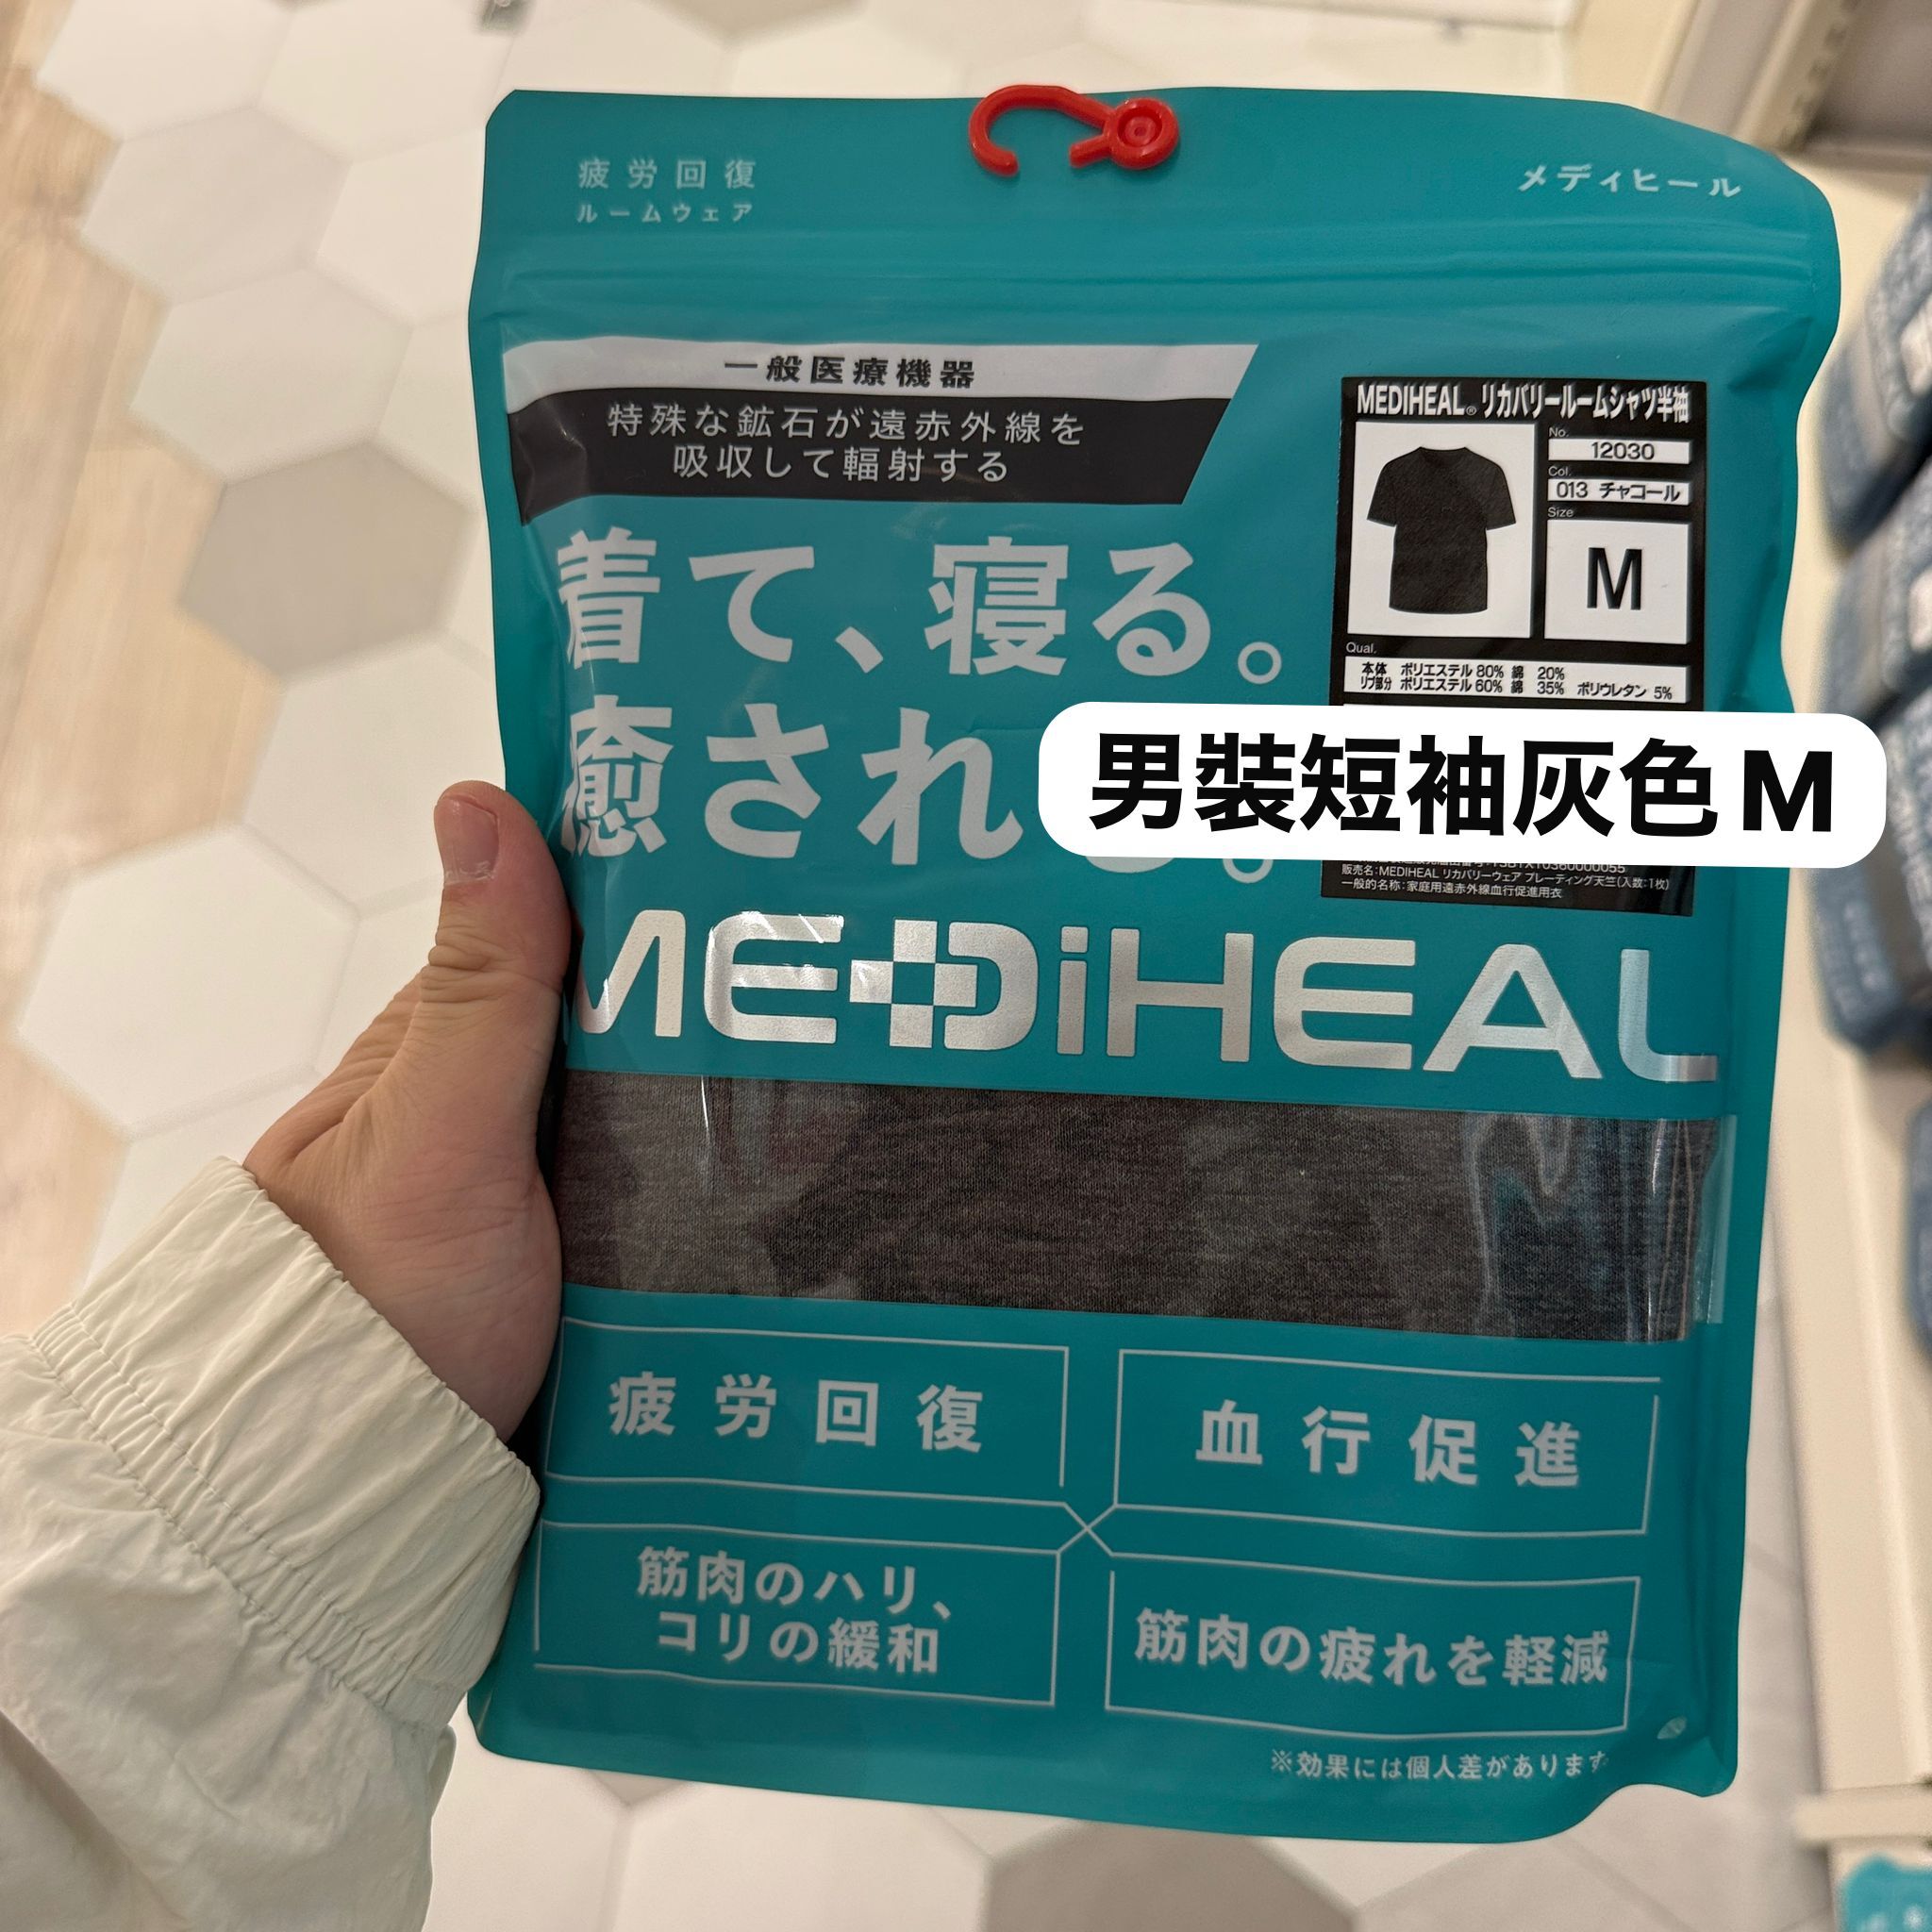 疲労回復
ルームウェア
メディヒール
一般医療機器
特殊な鉱石が遠赤外線を
吸収して輻射する
着て、寝る。
癒され
MEDIHEAL® リカバリールームシャツ半袖
No.
12030
Col.
013 チャコール
Size
M
Qual.
本体 ポリエステル 80% 綿 20%
リブ部分 ポリエステル 60% 綿 35% ポリウレタン 5%
男裝短袖灰色M
販売名:MEDIHEAL リカバリーウェア プレーティング天竺(入数:1枚)
一般的名称:家庭用遠赤外線血行促進用衣
MEDiHEAL
疲労回復
血行促進
筋肉のハリ、
コリの緩和
筋肉の疲れを軽減
※効果には個人差があります